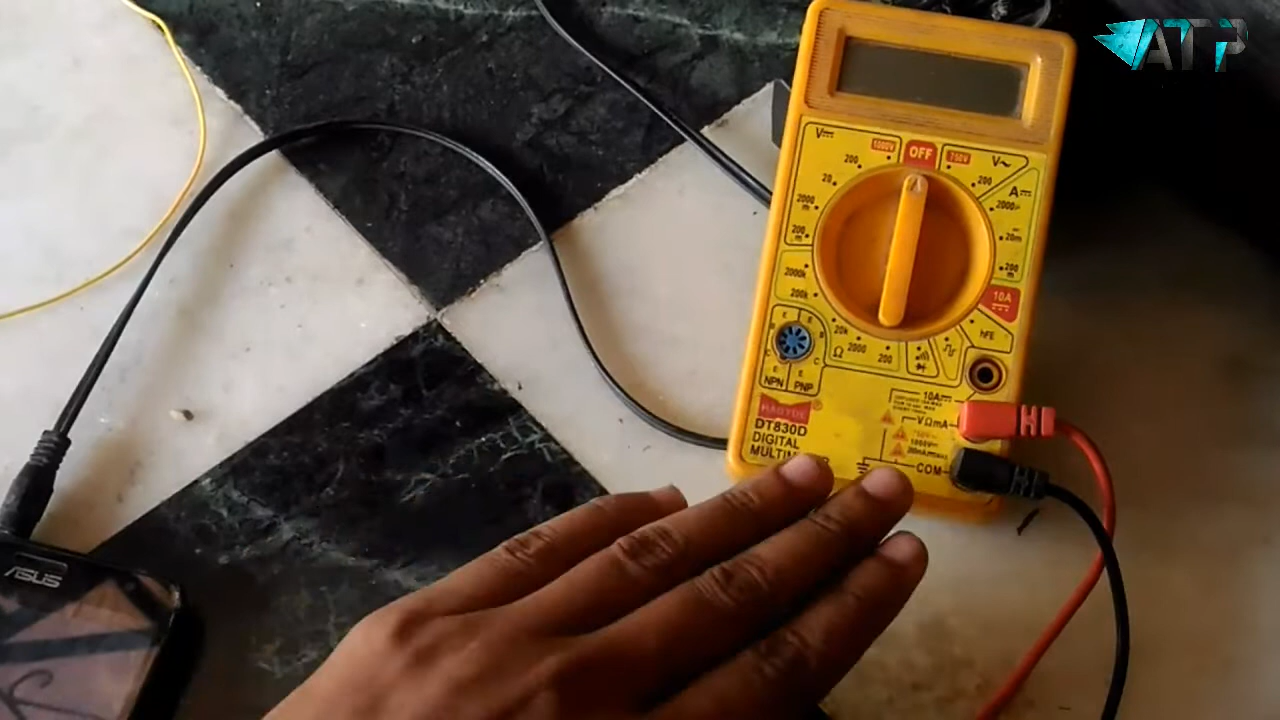 ATP
V⎓
1000V
OFF
750V
V~
200
200
A⎓
20
2000µ
2000
m
20m
200
m
200
m
2000k
10A
200k
20k
hFE
Ω
2000
200
E
B
C
E
NPN
PNP
10A⎓
VΩmA
DT830D
DIGITAL
COM
ASUS